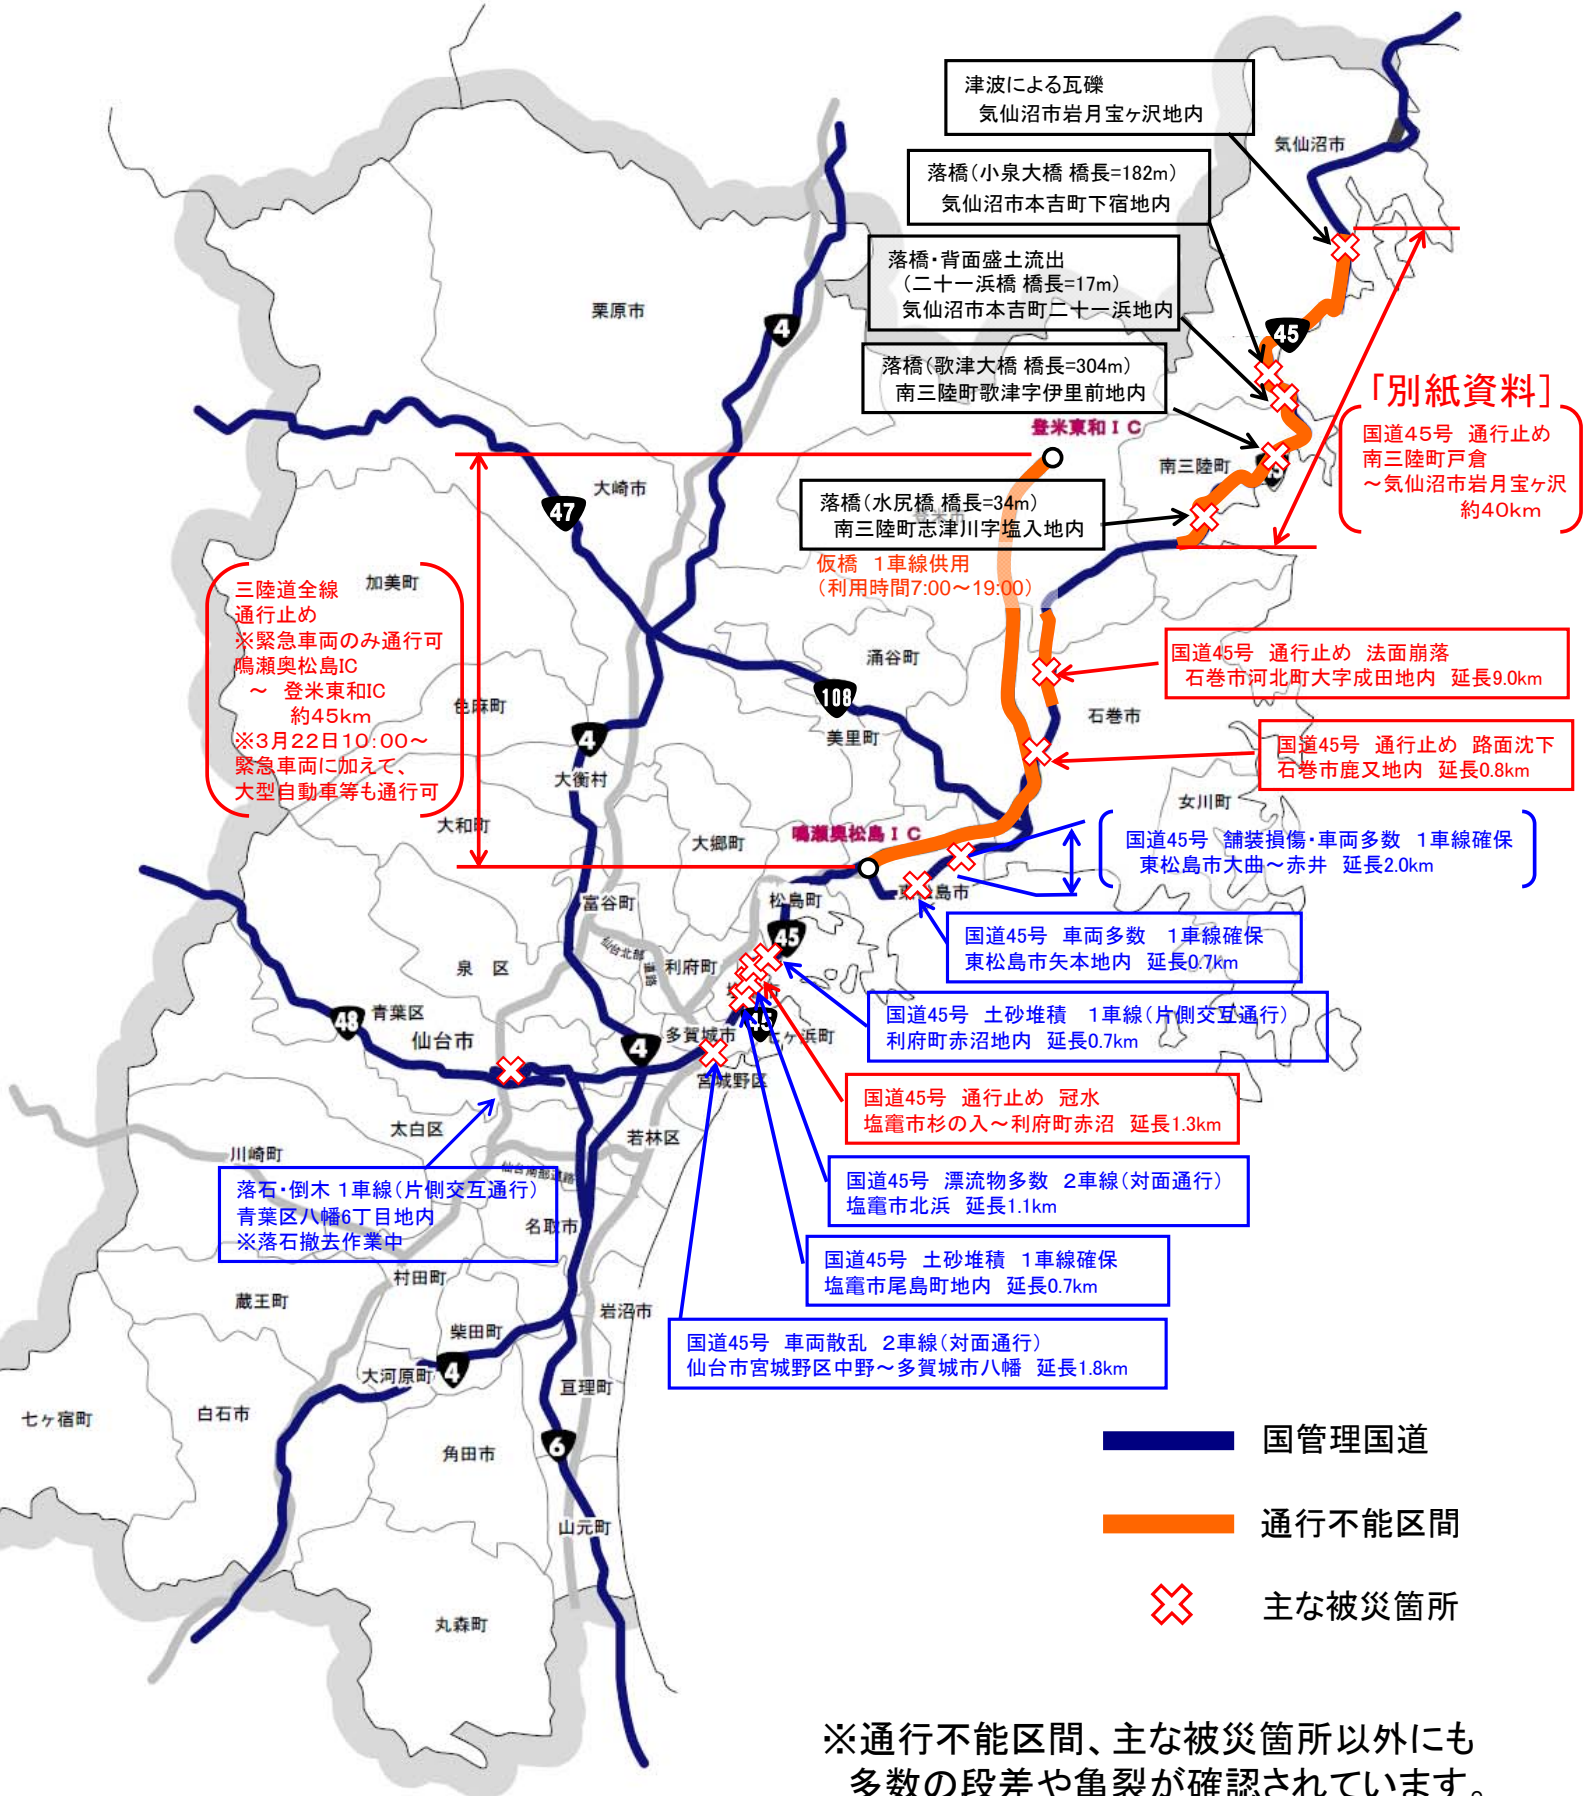 津波による瓦礫
気仙沼市岩月宝ヶ沢地内
気仙沼市
落橋(小泉大橋 橋長=182m)
気仙沼市本吉町下宿地内
落橋・背面盛土流出
(二十一浜橋 橋長=17m)
気仙沼市本吉町二十一浜地内
45
栗原市
4
落橋(歌津大橋 橋長=304m)
南三陸町歌津字伊里前地内
「別紙資料]
国道45号 通行止め
南三陸町戸倉
～気仙沼市岩月宝ヶ沢
約40km
登米東和ＩＣ
南三陸町
大崎市
47
落橋(水尻橋 橋長=34m)
南三陸町志津川字塩入地内
仮橋 1車線供用
(利用時間7:00～19:00)
三陸道全線
通行止め
※緊急車両のみ通行可
鳴瀬奥松島IC
～ 登米東和IC
約45km
※3月22日10:00～
緊急車両に加えて、
大型自動車等も通行可
加美町
涌谷町
国道45号 通行止め 法面崩落
石巻市河北町大字成田地内 延長9.0km
色麻町
108
石巻市
4
美里町
国道45号 通行止め 路面沈下
石巻市鹿又地内 延長0.8km
大衡村
女川町
大和町
大郷町
鳴瀬奥松島ＩＣ
国道45号 舗装損傷・車両多数 1車線確保
東松島市大曲～赤井 延長2.0km
富谷町
松島町
東松島市
45
国道45号 車両多数 1車線確保
東松島市矢本地内 延長0.7km
仙台北部道路
泉 区
利府町
国道45号 土砂堆積 1車線(片側交互通行)
利府町赤沼地内 延長0.7km
48
青葉区
仙台市
4
多賀城市
45
七ヶ浜町
宮城野区
国道45号 通行止め 冠水
塩竈市杉の入～利府町赤沼 延長1.3km
太白区
若林区
川崎町
仙台南部道路
落石・倒木 1車線(片側交互通行)
青葉区八幡6丁目地内
※落石撤去作業中
国道45号 漂流物多数 2車線(対面通行)
塩竈市北浜 延長1.1km
名取市
国道45号 土砂堆積 1車線確保
塩竈市尾島町地内 延長0.7km
村田町
蔵王町
岩沼市
柴田町
国道45号 車両散乱 2車線(対面通行)
仙台市宮城野区中野～多賀城市八幡 延長1.8km
大河原町
4
亘理町
七ヶ宿町
白石市
角田市
6
国管理国道
山元町
通行不能区間
丸森町
主な被災箇所
※通行不能区間、主な被災箇所以外にも
多数の段差や亀裂が確認されています。